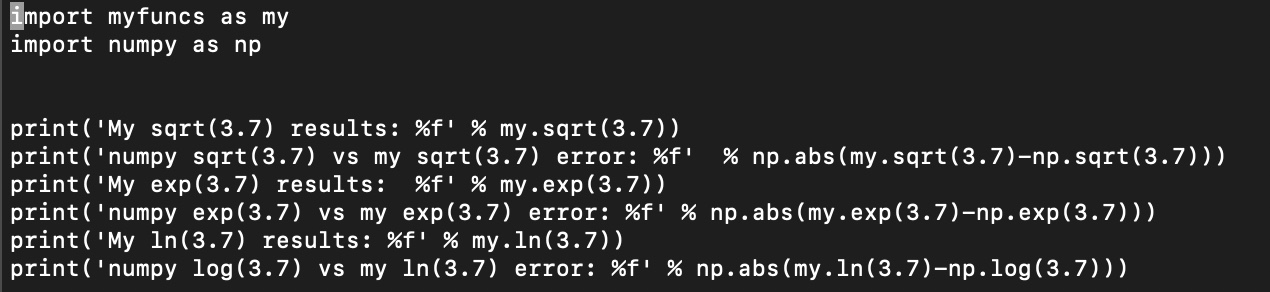 import myfuncs as my
import numpy as np
print('My sqrt(3.7) results: %f' % my.sqrt(3.7))
print('numpy sqrt(3.7) vs my sqrt(3.7) error: %f'  % np.abs(my.sqrt(3.7)-np.sqrt(3.7)))
print('My exp(3.7) results:  %f' % my.exp(3.7))
print('numpy exp(3.7) vs my exp(3.7) error: %f' % np.abs(my.exp(3.7)-np.exp(3.7)))
print('My ln(3.7) results: %f' % my.ln(3.7))
print('numpy log(3.7) vs my ln(3.7) error: %f' % np.abs(my.ln(3.7)-np.log(3.7)))